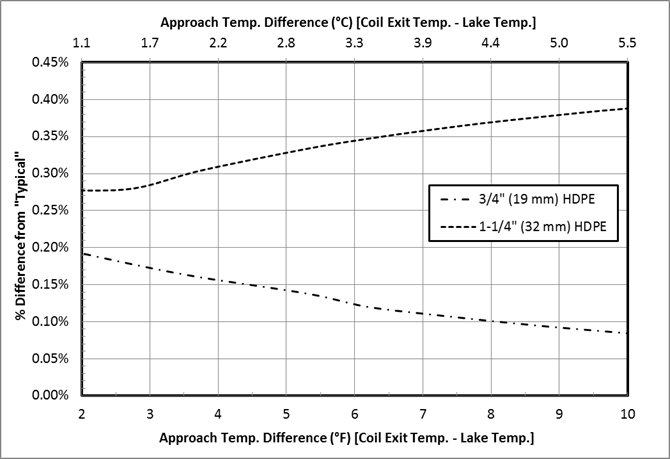 Approach Temp. Difference (°C) [Coil Exit Temp. - Lake Temp.]
1.1 1.7 2.2 2.8 3.3 3.9 4.4 5.0 5.5
0.45%
0.40%
0.35%
0.30%
0.25%
0.20%
0.15%
0.10%
0.05%
0.00%
% Difference from "Typical"
3/4" (19 mm) HDPE
1-1/4" (32 mm) HDPE
2 3 4 5 6 7 8 9 10
Approach Temp. Difference (°F) [Coil Exit Temp. - Lake Temp.]